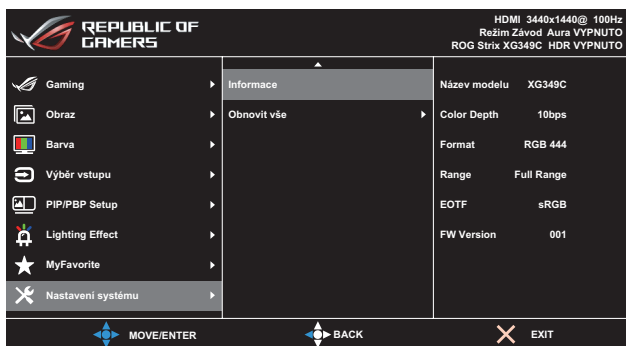 REPUBLIC OF
GAMERS
HDMI 3440x1440@ 100Hz
Režim Závod Aura VYPNUTO
ROG Strix XG349C HDR VYPNUTO
Gaming
Obraz
Barva
Výběr vstupu
PIP/PBP Setup
Lighting Effect
MyFavorite
Nastavení systému
Informace
Obnovit vše
Název modelu XG349C
Color Depth 10bps
Format RGB 444
Range Full Range
EOTF sRGB
FW Version 001
MOVE/ENTER
BACK
EXIT